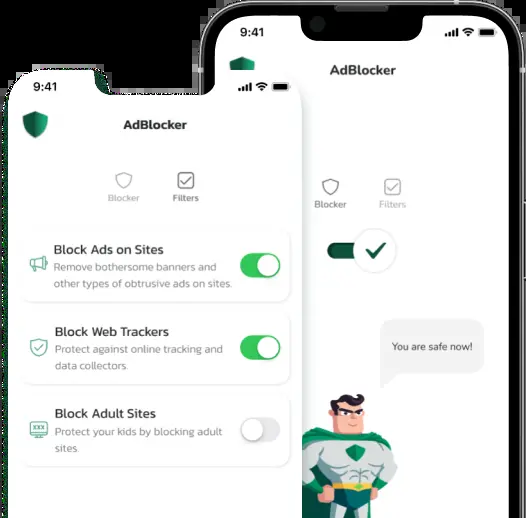 9:41
AdBlocker
Blocker
Filters
Block Ads on Sites
Remove bothersome banners and
other types of obtrusive ads on sites.
Block Web Trackers
Protect against online tracking and
data collectors.
XXX
Block Adult Sites
Protect your kids by blocking adult
sites.
9:41
AdBlocker
Blocker
Filters
You are safe now!